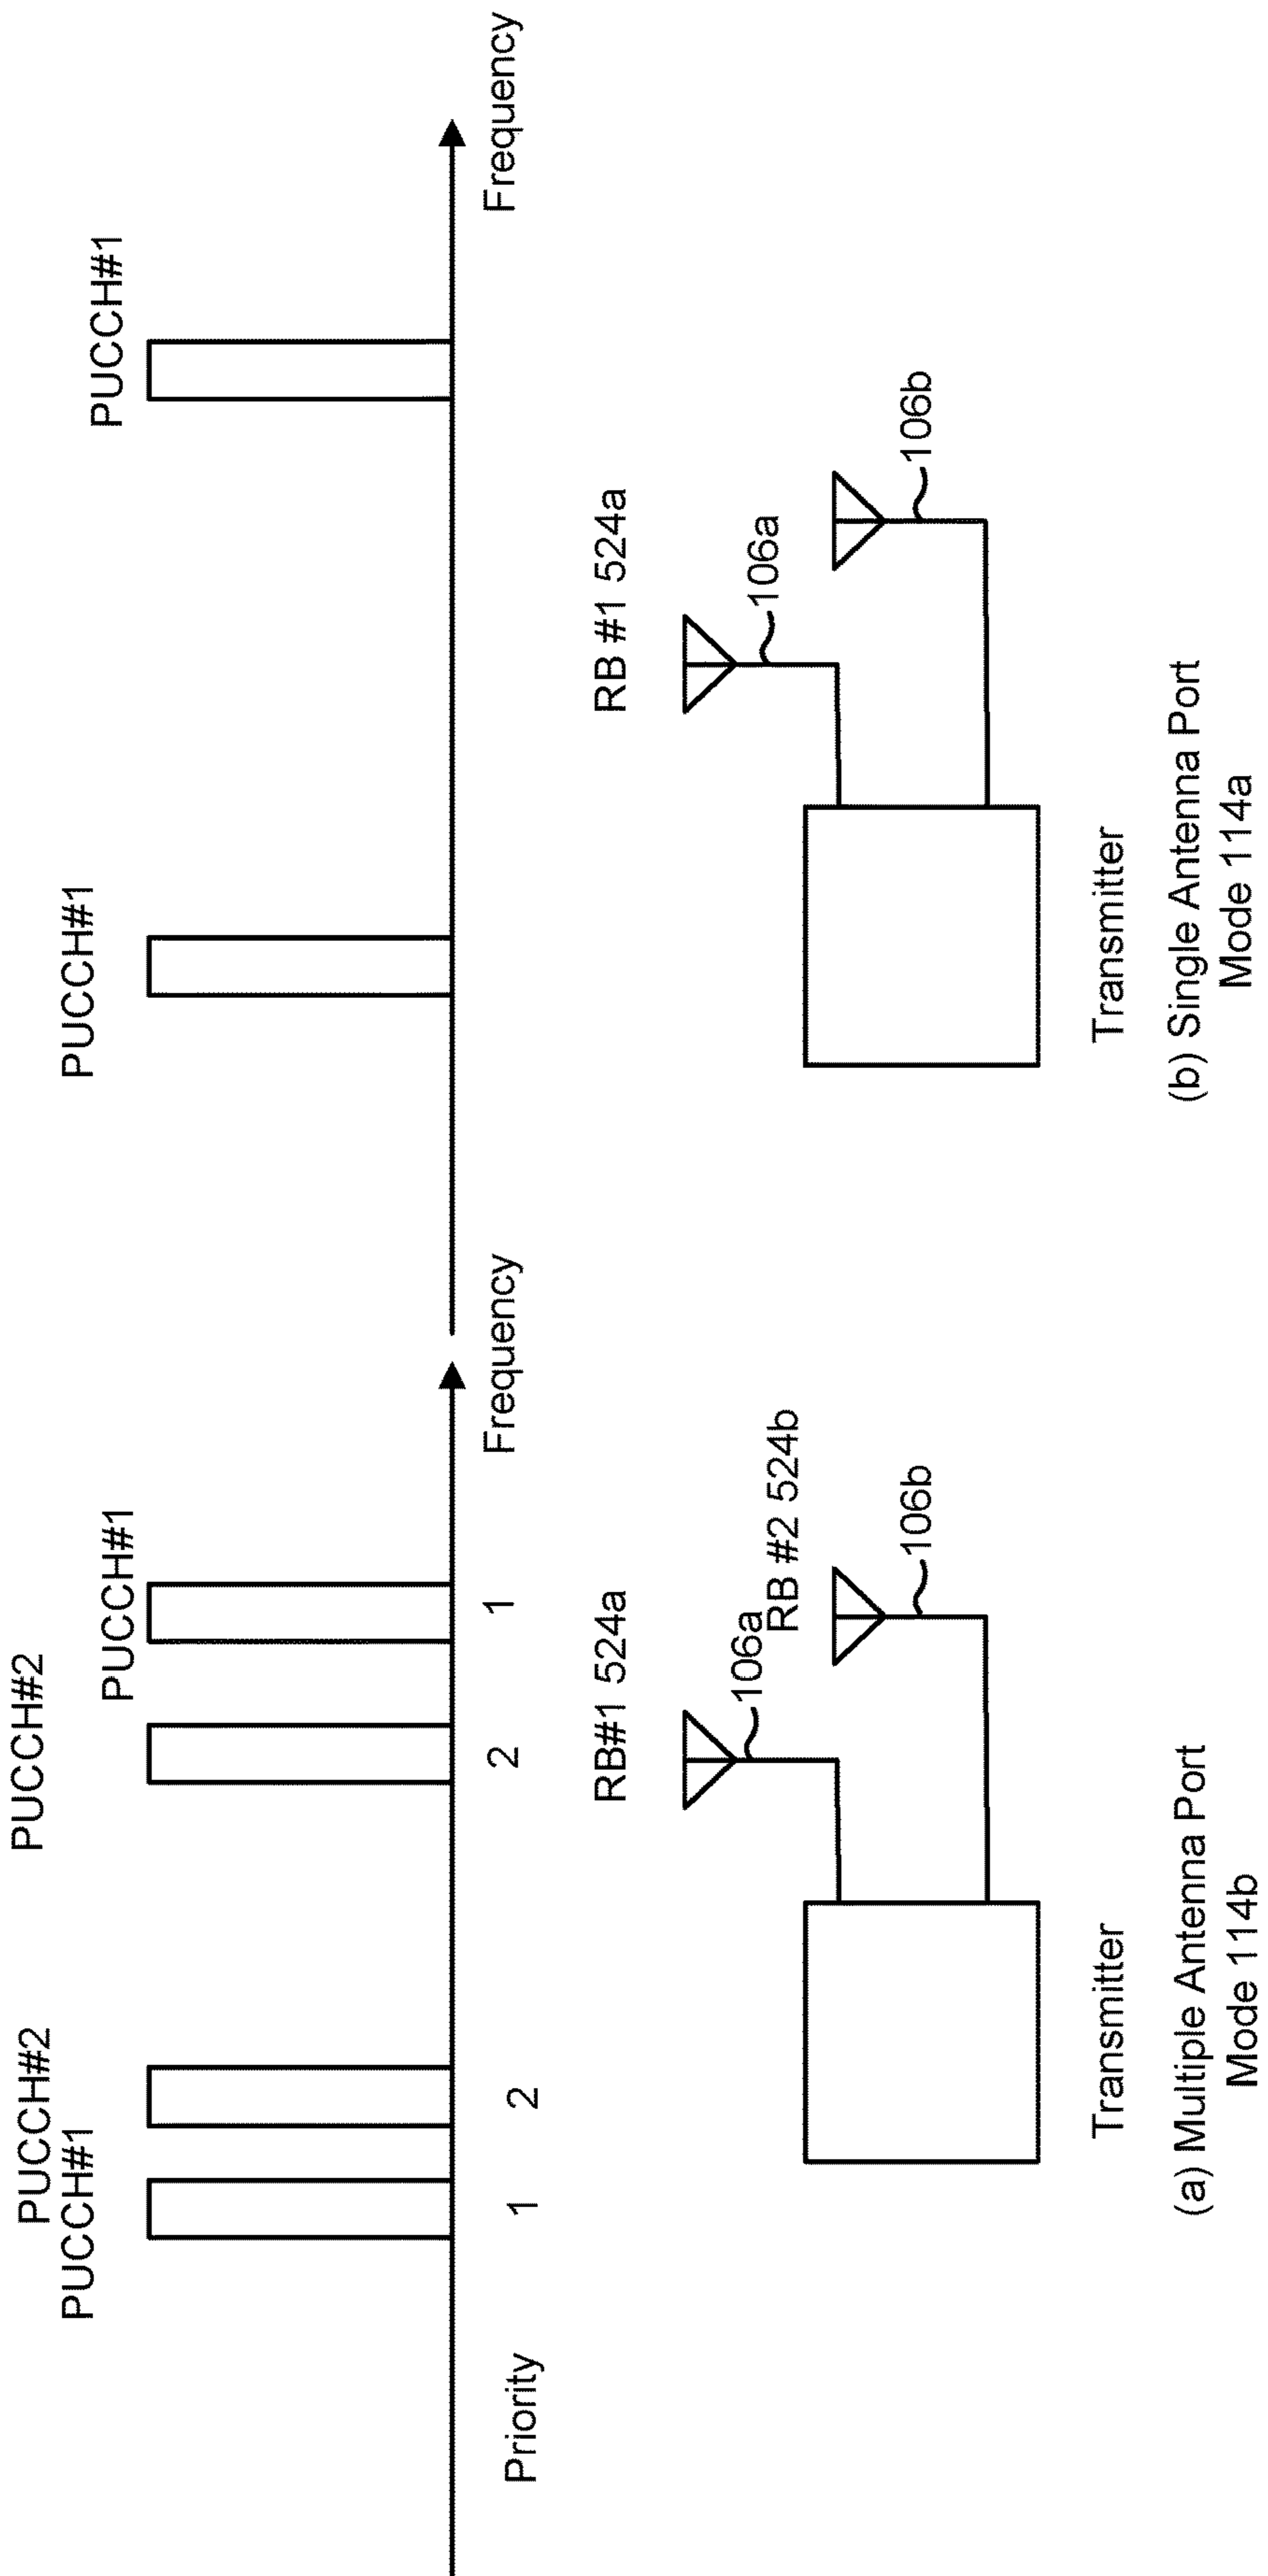 PUCCH#2
PUCCH#1
PUCCH#2
PUCCH#1
Priority
1
2
2
1
Frequency
RB#1 524a
106a
RB #2 524b
106b
Transmitter
(a) Multiple Antenna Port
Mode 114b
PUCCH#1
PUCCH#1
Frequency
RB #1 524a
106a
106b
Transmitter
(b) Single Antenna Port
Mode 114a